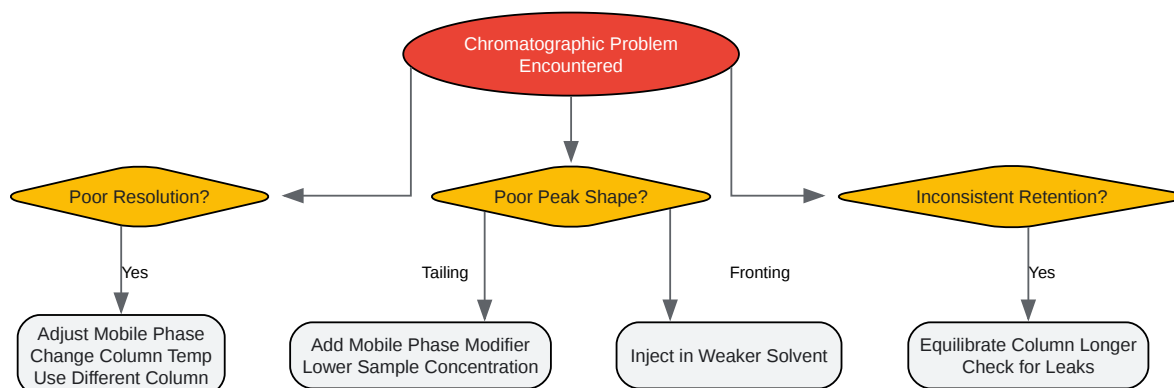 Chromatographic Problem
Encountered
Poor Resolution?
Poor Peak Shape?
Inconsistent Retention?
Yes
Tailing
Fronting
Yes
Adjust Mobile Phase
Change Column Temp
Use Different Column
Add Mobile Phase Modifier
Lower Sample Concentration
Inject in Weaker Solvent
Equilibrate Column Longer
Check for Leaks